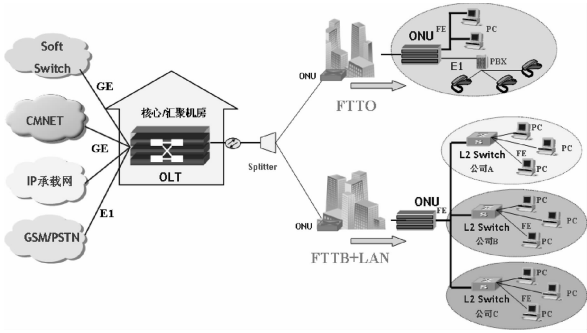 Soft
Switch
GE
CMNET
GE
IP承载网
E1
GSM/PSTN
核心/汇聚机房
OLT
Splitter
ONU
FTTO
ONU
FE
PC
E1
PBX
ONU
FTTB+LAN
ONU
FE
L2 Switch
公司A
FE
PC
PC
PC
L2 Switch
公司B
FE
PC
PC
PC
L2 Switch
公司C
FE
PC
PC
PC